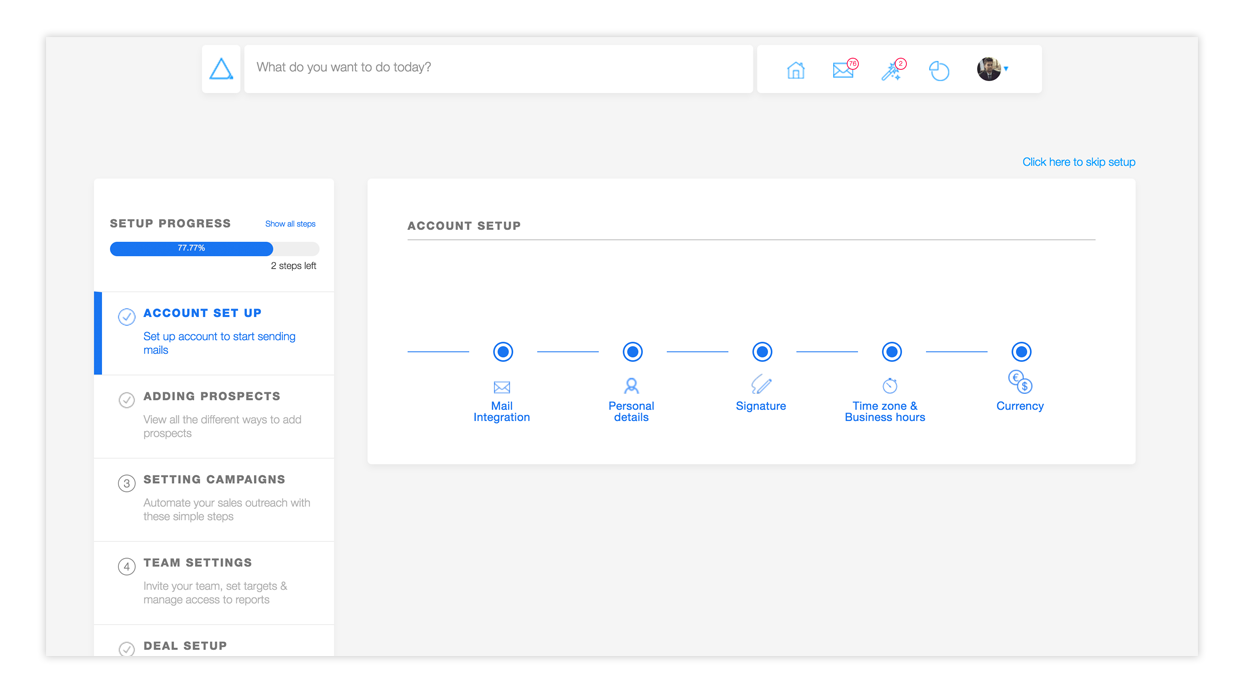 What do you want to do today?
76
2
Click here to skip setup
SETUP PROGRESS
Show all steps
77.77%
2 steps left
ACCOUNT SET UP
Set up account to start sending
mails
ADDING PROSPECTS
View all the different ways to add
prospects
3
SETTING CAMPAIGNS
Automate your sales outreach with
these simple steps
4
TEAM SETTINGS
Invite your team, set targets &
manage access to reports
DEAL SETUP
ACCOUNT SETUP
€
$
Mail
Integration
Personal
details
Signature
Time zone &
Business hours
Currency